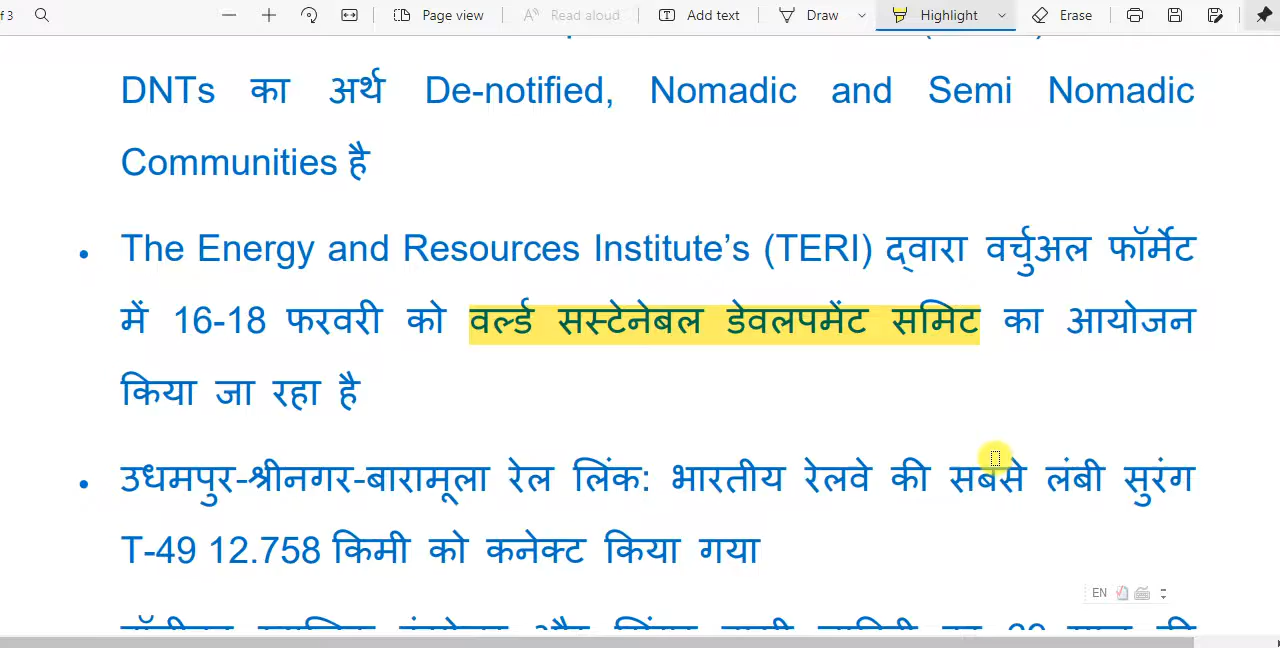 f 3
Page view
Read aloud
Add text
Draw
Highlight
Erase
DNTs का अर्थ De-notified, Nomadic and Semi Nomadic
Communities है
The Energy and Resources Institute’s (TERI) द्वारा वर्चुअल फॉर्मेट
में 16-18 फरवरी को वर्ल्ड सस्टेनेबल डेवलपमेंट समिट का आयोजन
किया जा रहा है
उधमपुर-श्रीनगर-बारामूला रेल लिंक: भारतीय रेलवे की सबसे लंबी सुरंग
T-49 12.758 किमी को कनेक्ट किया गया
EN